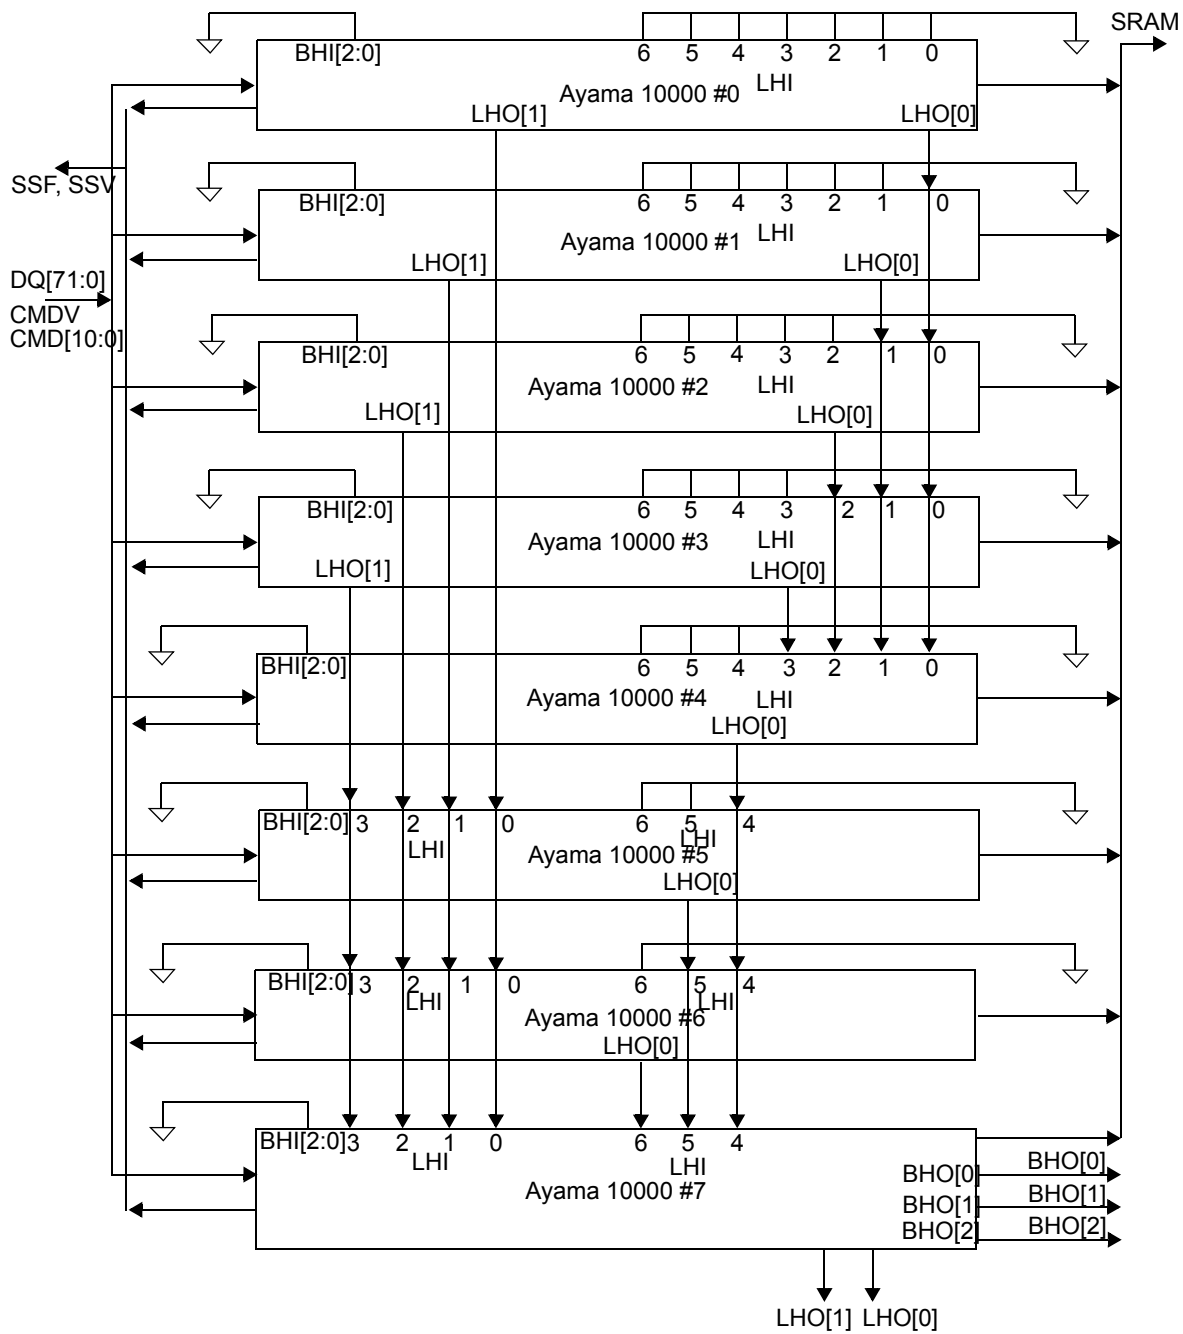 SRAM
BHI[2:0] 6 5 4 3 2 1 0
LHI
Ayama 10000 #0
LHO[1] LHO[0]
SSF, SSV
BHI[2:0] 6 5 4 3 2 1 0
LHI
Ayama 10000 #1
LHO[1] LHO[0]
DQ[71:0]
CMDV
CMD[10:0]
BHI[2:0] 6 5 4 3 2 1 0
LHI
Ayama 10000 #2
LHO[1] LHO[0]
BHI[2:0] 6 5 4 3 2 1 0
LHI
Ayama 10000 #3
LHO[1] LHO[0]
BHI[2:0] 6 5 4 3 2 1 0
LHI
Ayama 10000 #4
LHO[0]
BHI[2:0] 3 2 1 0 6 5 4
LHI LHI
Ayama 10000 #5
LHO[0]
BHI[2:0] 3 2 1 0 6 5 4
LHI LHI
Ayama 10000 #6
LHO[0]
BHI[2:0] 3 2 1 0 6 5 4
LHI LHI
Ayama 10000 #7
BHO[0] BHO[0]
BHO[1] BHO[1]
BHO[2] BHO[2]
LHO[1] LHO[0]